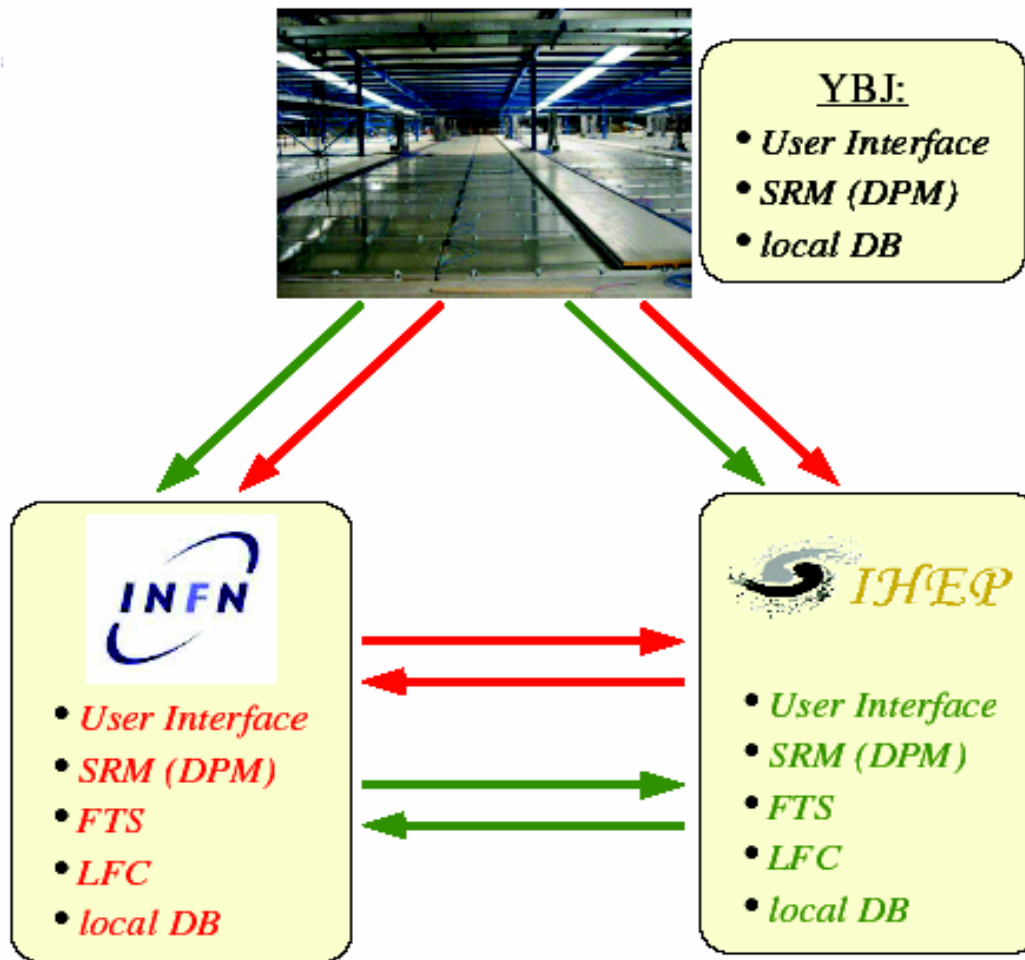 YBJ:
• User Interface
• SRM (DPM)
• local DB
INFN
• User Interface
• SRM (DPM)
• FTS
• LFC
• local DB
IHEP
• User Interface
• SRM (DPM)
• FTS
• LFC
• local DB